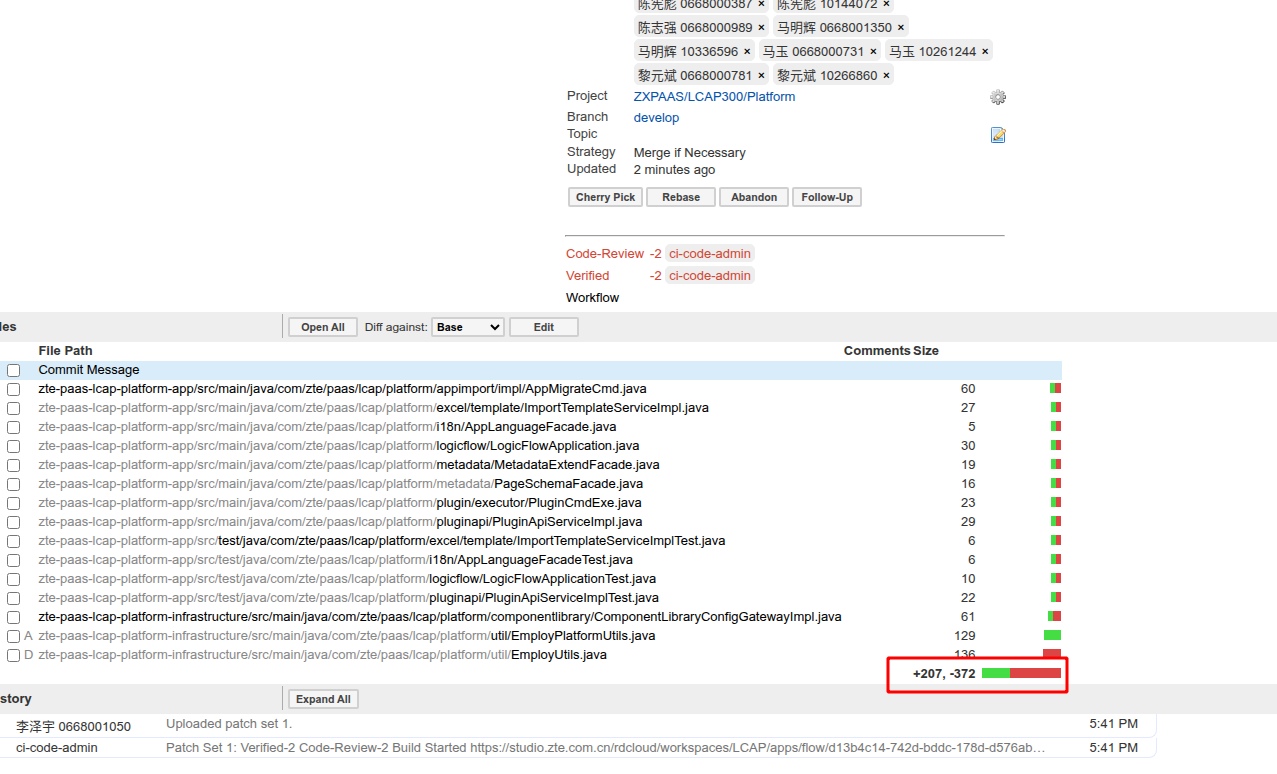 陈宪彪 0668000387 × 陈宪彪 10144072 ×
陈志强 0668000989 × 马明辉 0668001350 ×
马明辉 10336596 × 马玉 0668000731 × 马玉 10261244 ×
黎元斌 0668000781 × 黎元斌 10266860 ×
Project ZXPAAS/LCAP300/Platform
Branch develop
Topic
Strategy Merge if Necessary
Updated 2 minutes ago
Cherry Pick Rebase Abandon Follow-Up
Code-Review -2 ci-code-admin
Verified -2 ci-code-admin
Workflow
les Open All Diff against: Base Edit
File Path Comments Size
Commit Message
zte-paas-lcap-platform-app/src/main/java/com/zte/paas/lcap/platform/appimport/impl/AppMigrateCmd.java 60
zte-paas-lcap-platform-app/src/main/java/com/zte/paas/lcap/platform/excel/template/ImportTemplateServiceImpl.java 27
zte-paas-lcap-platform-app/src/main/java/com/zte/paas/lcap/platform/i18n/AppLanguageFacade.java 5
zte-paas-lcap-platform-app/src/main/java/com/zte/paas/lcap/platform/logicflow/LogicFlowApplication.java 30
zte-paas-lcap-platform-app/src/main/java/com/zte/paas/lcap/platform/metadata/MetadataExtendFacade.java 19
zte-paas-lcap-platform-app/src/main/java/com/zte/paas/lcap/platform/metadata/PageSchemaFacade.java 16
zte-paas-lcap-platform-app/src/main/java/com/zte/paas/lcap/platform/plugin/executor/PluginCmdExe.java 23
zte-paas-lcap-platform-app/src/main/java/com/zte/paas/lcap/platform/pluginapi/PluginApiServiceImpl.java 29
zte-paas-lcap-platform-app/src/test/java/com/zte/paas/lcap/platform/excel/template/ImportTemplateServiceImplTest.java 6
zte-paas-lcap-platform-app/src/test/java/com/zte/paas/lcap/platform/i18n/AppLanguageFacadeTest.java 6
zte-paas-lcap-platform-app/src/test/java/com/zte/paas/lcap/platform/logicflow/LogicFlowApplicationTest.java 10
zte-paas-lcap-platform-app/src/test/java/com/zte/paas/lcap/platform/pluginapi/PluginApiServiceImplTest.java 22
zte-paas-lcap-platform-infrastructure/src/main/java/com/zte/paas/lcap/platform/componentlibrary/ComponentLibraryConfigGatewayImpl.java 61
A zte-paas-lcap-platform-infrastructure/src/main/java/com/zte/paas/lcap/platform/util/EmployPlatformUtils.java 129
D zte-paas-lcap-platform-infrastructure/src/main/java/com/zte/paas/lcap/platform/util/EmployUtils.java 136
+207, -372
story Expand All
李泽宇 0668001050 Uploaded patch set 1. 5:41 PM
ci-code-admin Patch Set 1: Verified-2 Code-Review-2 Build Started https://studio.zte.com.cn/rdcloud/workspaces/LCAP/apps/flow/d13b4c14-742d-bddc-178d-d576ab… 5:41 PM